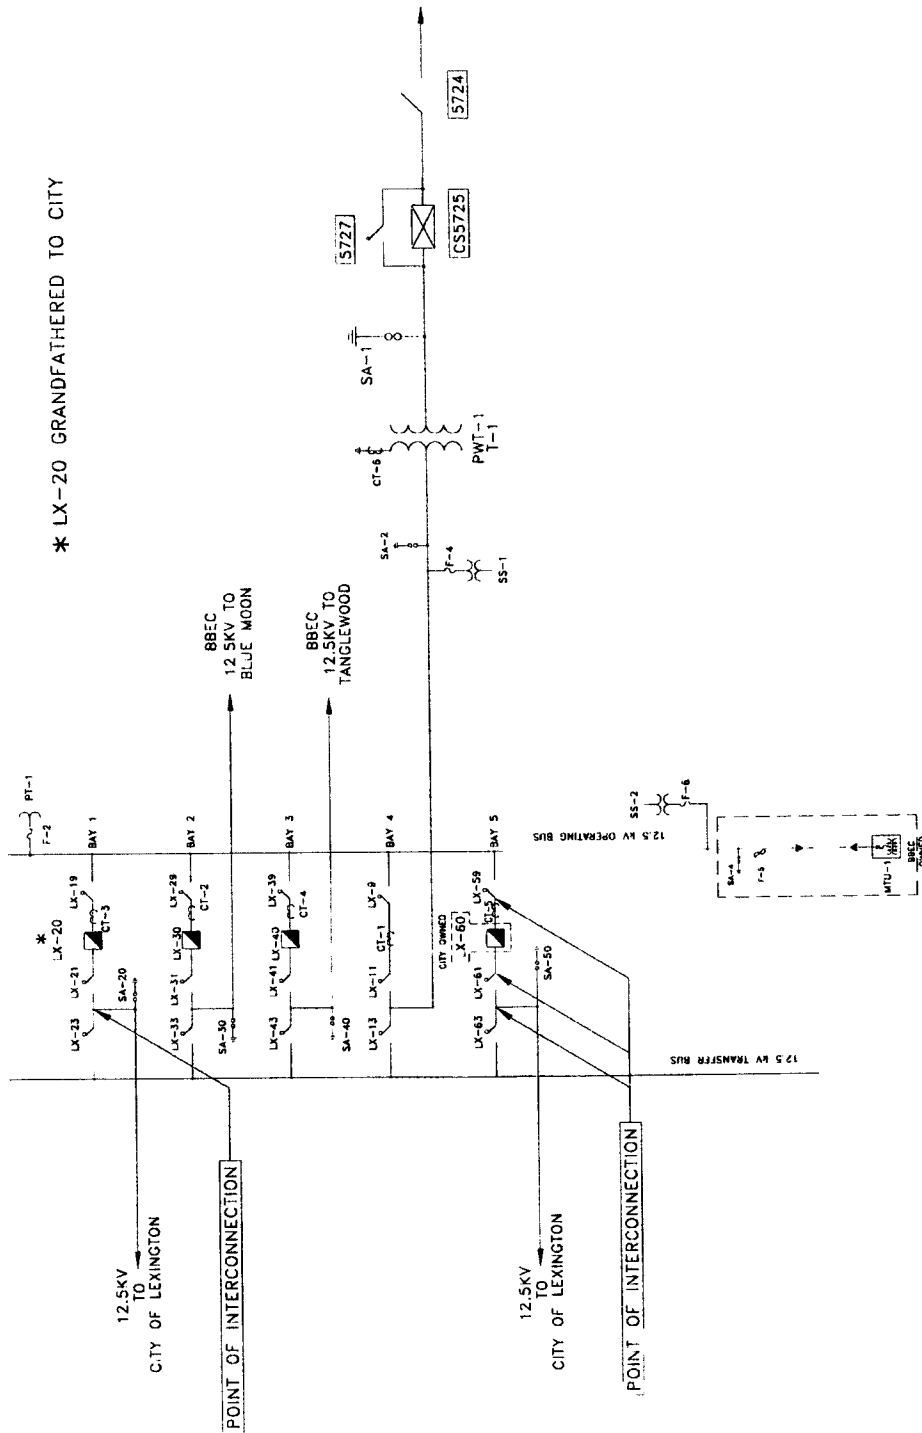 * LX-20 GRANDFATHERED TO CITY
5724
5727
CS5725
SA-1
PWT-1
T-1
CT-6
SA-2
F-4
SS-1
BBEC
12.5KV TO
BLUE MOON
BBEC
12.5KV TO
TANGLEWOOD
PT-1
F-2
BAY 1
BAY 2
BAY 3
BAY 4
BAY 5
12.5 KV OPERATING BUS
SS-2
F-6
LX-19
CT-3
*
LX-20
LX-21
SA-20
LX-23
LX-29
CT-2
LX-30
LX-31
LX-33
SA-30
LX-39
CT-4
LX-40
LX-41
LX-43
SA-40
LX-9
CT-1
LX-11
LX-13
LX-59
CT-5
CITY OWNED
LX-60
LX-61
SA-50
LX-63
12.5 KV TRANSFER BUS
SA-4
F-5
MTU-1
BBEC
12.5KV
TO
CITY OF LEXINGTON
POINT OF INTERCONNECTION
12.5KV
TO
CITY OF LEXINGTON
POINT OF INTERCONNECTION